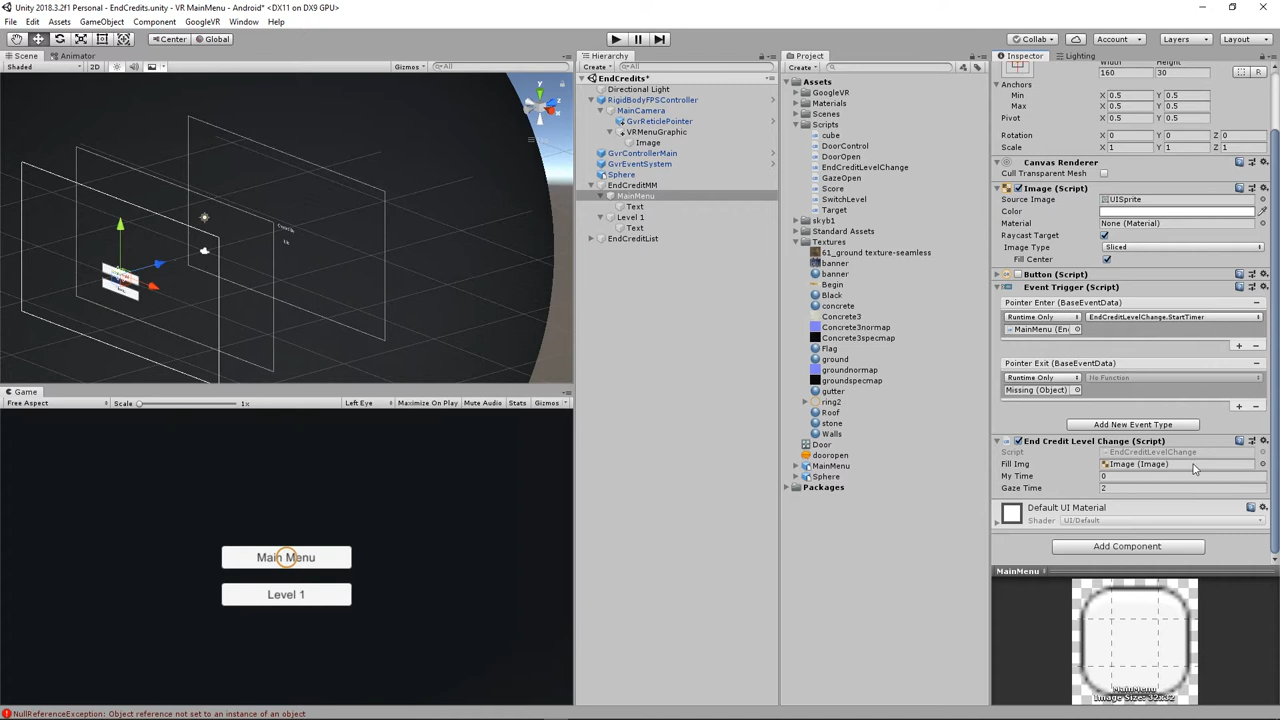 Unity 2018.3.2f1 Personal - EndCredits.unity - VR MainMenu - Android* <DX11 on DX9 GPU>
File Edit Assets GameObject Component GoogleVR Window Help
Center Global Collab Account Layers Layout
Scene Animator
Shaded 2D Gizmos All
Hierarchy
Create All
EndCredits*
Directional Light
RigidBodyFPSController
MainCamera
GvrReticlePointer
VRMenuGraphic
Image
GvrControllerMain
GvrEventSystem
Sphere
EndCreditMM
MainMenu
Text
Level 1
Text
EndCreditList
Game
Free Aspect Scale 1x Left Eye Maximize On Play Mute Audio Stats Gizmos
Main Menu
Level 1
Project
Create
Assets
GoogleVR
Materials
Scenes
Scripts
cube
DoorControl
DoorOpen
EndCreditLevelChange
GazeOpen
Score
SwitchLevel
Target
skyb1
Standard Assets
Textures
61_ground texture-seamless
banner
banner
Begin
Black
concrete
Concrete3
Concrete3normap
Concrete3specmap
Flag
ground
groundnormap
groundspecmap
gutter
ring2
Roof
stone
Walls
Door
dooropen
MainMenu
Sphere
Packages
Inspector Lighting
Width Height
160 30
Anchors
Min X 0.5 Y 0.5
Max X 0.5 Y 0.5
Pivot X 0.5 Y 0.5
Rotation X 0 Y 0 Z 0
Scale X 1 Y 1 Z 1
Canvas Renderer
Cull Transparent Mesh
Image (Script)
Source Image UISprite
Color
Material None (Material)
Raycast Target
Image Type Sliced
Fill Center
Button (Script)
Event Trigger (Script)
Pointer Enter (BaseEventData)
Runtime Only EndCreditLevelChange.StartTimer
MainMenu (En
Pointer Exit (BaseEventData)
Runtime Only No Function
Missing (Object)
Add New Event Type
End Credit Level Change (Script)
Script EndCreditLevelChange
Fill Img Image (Image)
My Time 0
Gaze Time 2
Default UI Material
Shader UI/Default
Add Component
MainMenu
MainMenu
Image Size: 32x32
NullReferenceException: Object reference not set to an instance of an object